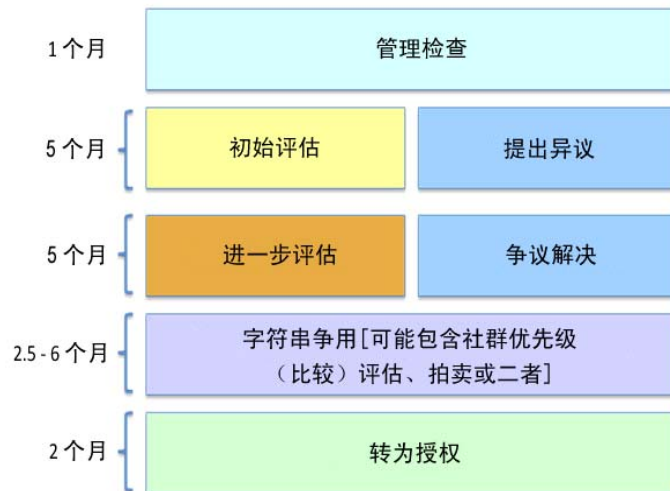 1 个月
管理检查
5 个月
初始评估
提出异议
5 个月
进一步评估
争议解决
2.5 - 6 个月
字符串争用[可能包含社群优先级
（比较）评估、拍卖或二者]
2 个月
转为授权